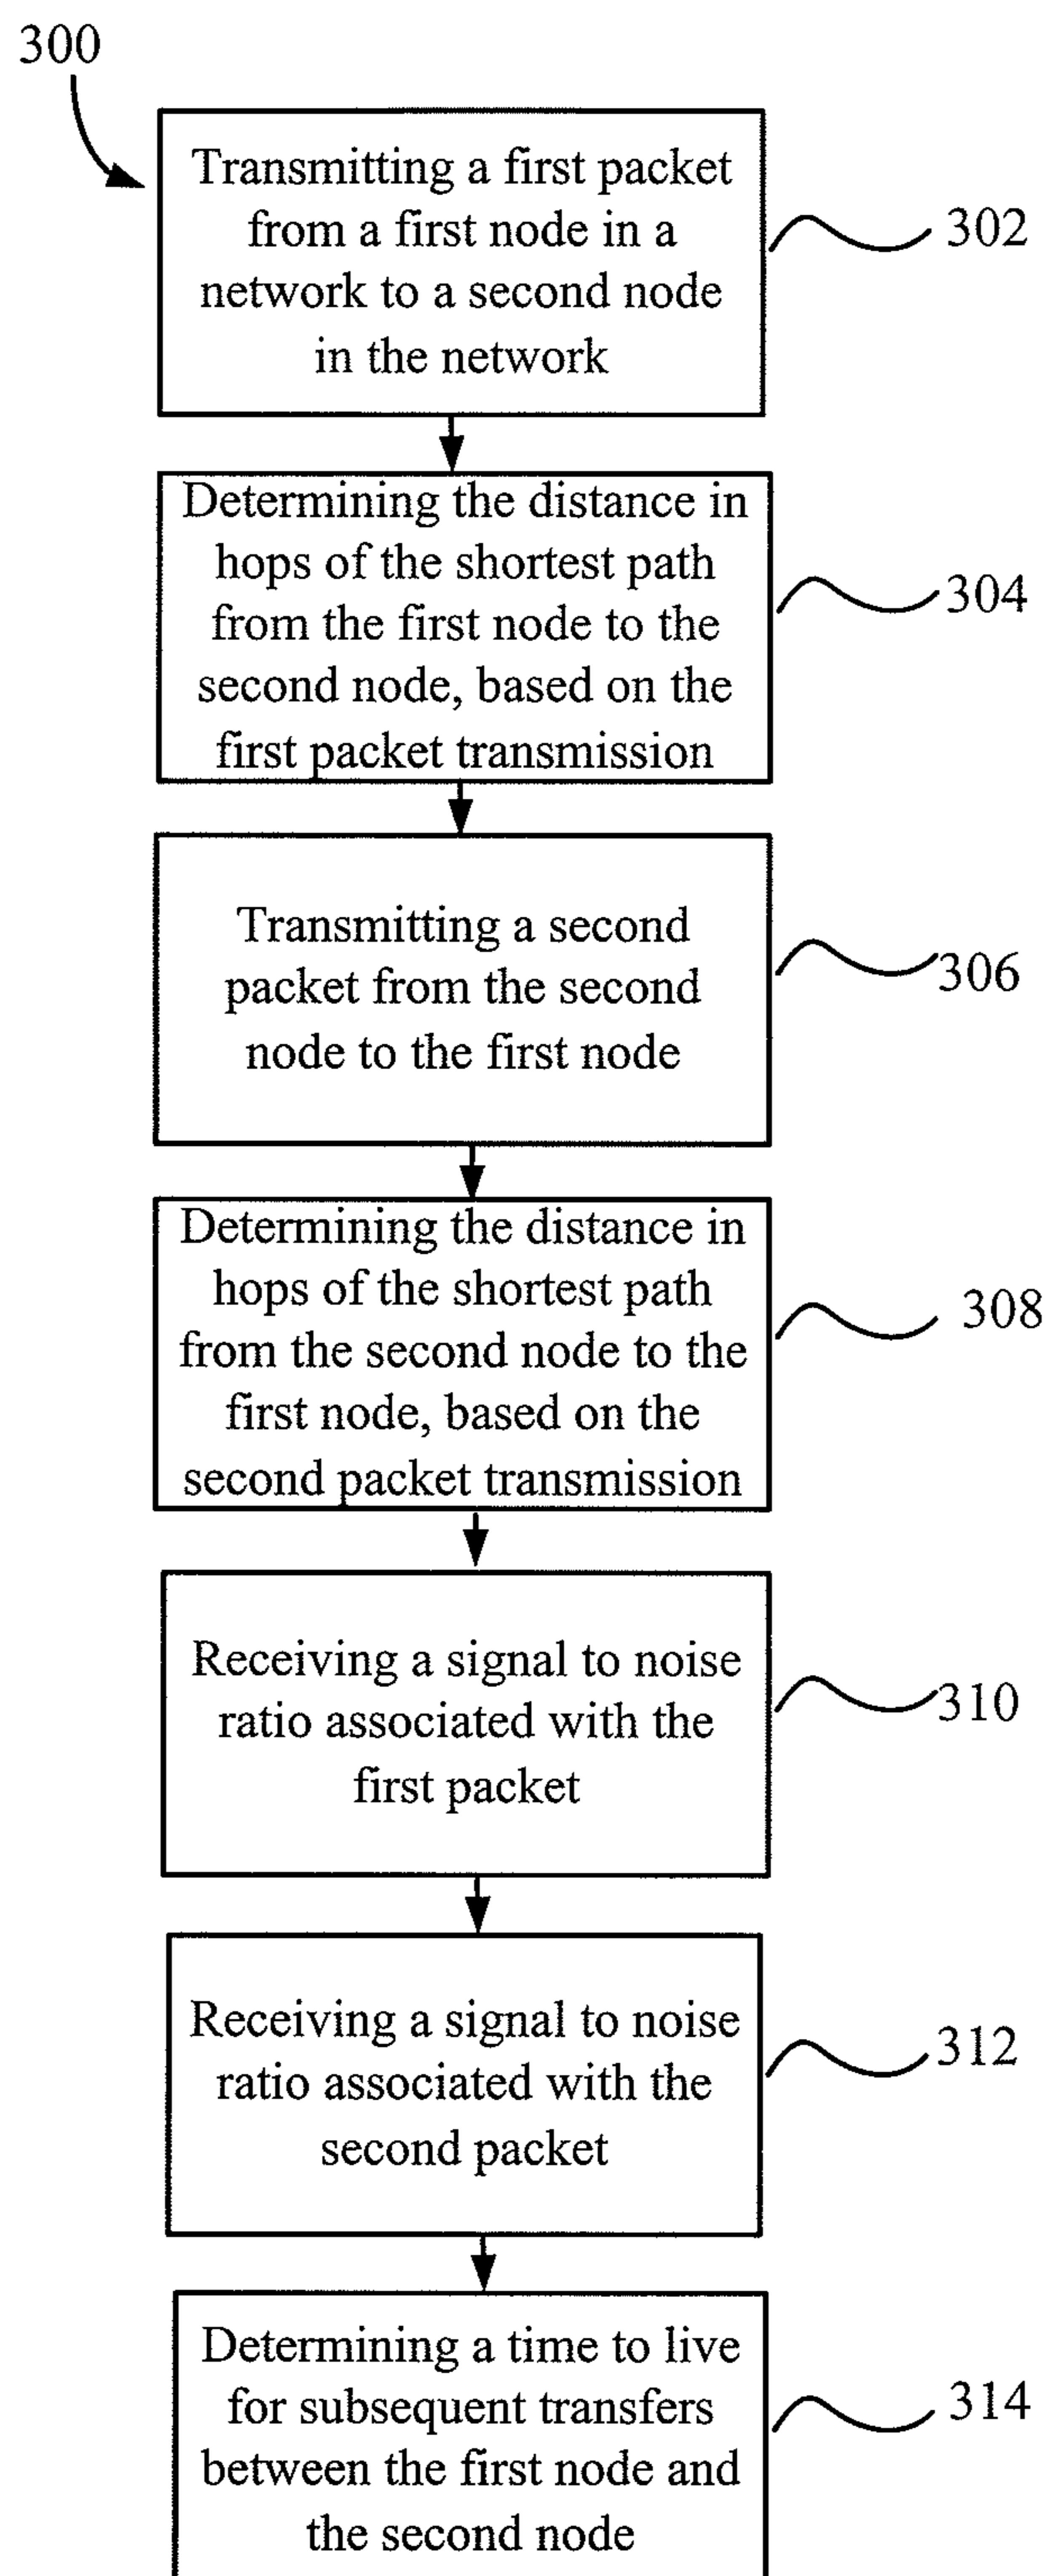 300
Transmitting a first packet
from a first node in a
network to a second node
in the network
302
Determining the distance in
hops of the shortest path
from the first node to the
second node, based on the
first packet transmission
304
Transmitting a second
packet from the second
node to the first node
306
Determining the distance in
hops of the shortest path
from the second node to the
first node, based on the
second packet transmission
308
Receiving a signal to noise
ratio associated with the
first packet
310
Receiving a signal to noise
ratio associated with the
second packet
312
Determining a time to live
for subsequent transfers
between the first node and
the second node
314